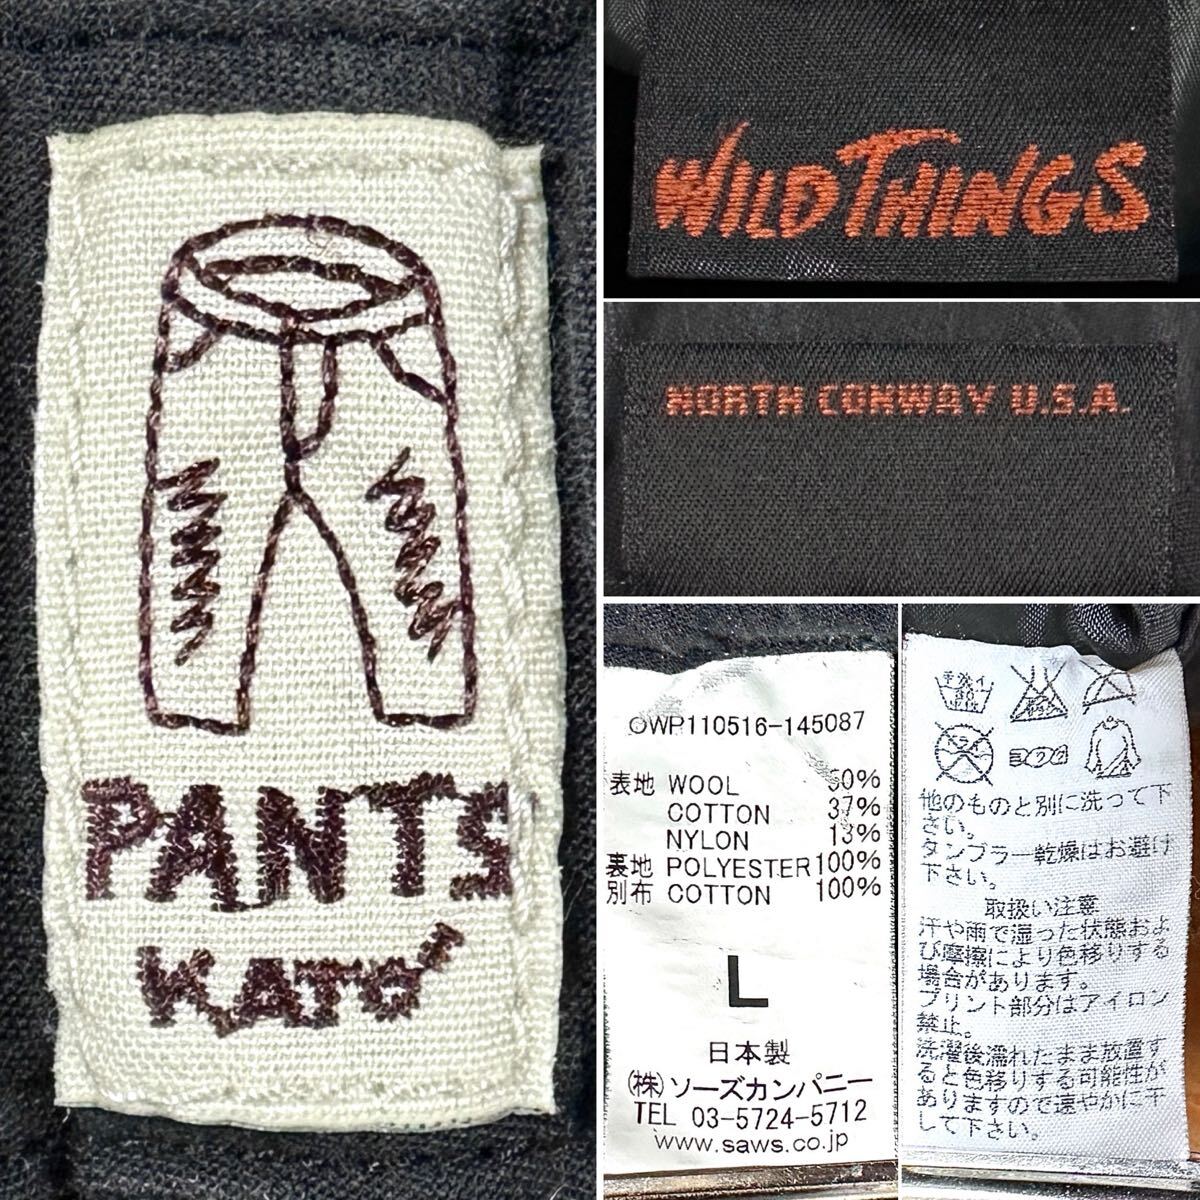 PANTS
KATO'
WILDTHINGS
NORTH CONWAY U.S.A.
OWP110516-145087
表地 WOOL 50%
COTTON 37%
NYLON 13%
裏地 POLYESTER 100%
別布 COTTON 100%
L
日本製
(株)ソーズカンパニー
TEL 03-5724-5712
www.saws.co.jp
他のものと別に洗って下
さい。
タンブラー乾燥はお避け
下さい。
取扱い注意
汗や雨で湿った状態およ
び摩擦により色移りする
場合があります。
プリント部分はアイロン
禁止。
洗濯後濡れたまま放置す
ると色移りする可能性が
ありますので速やかに干
して下さい。